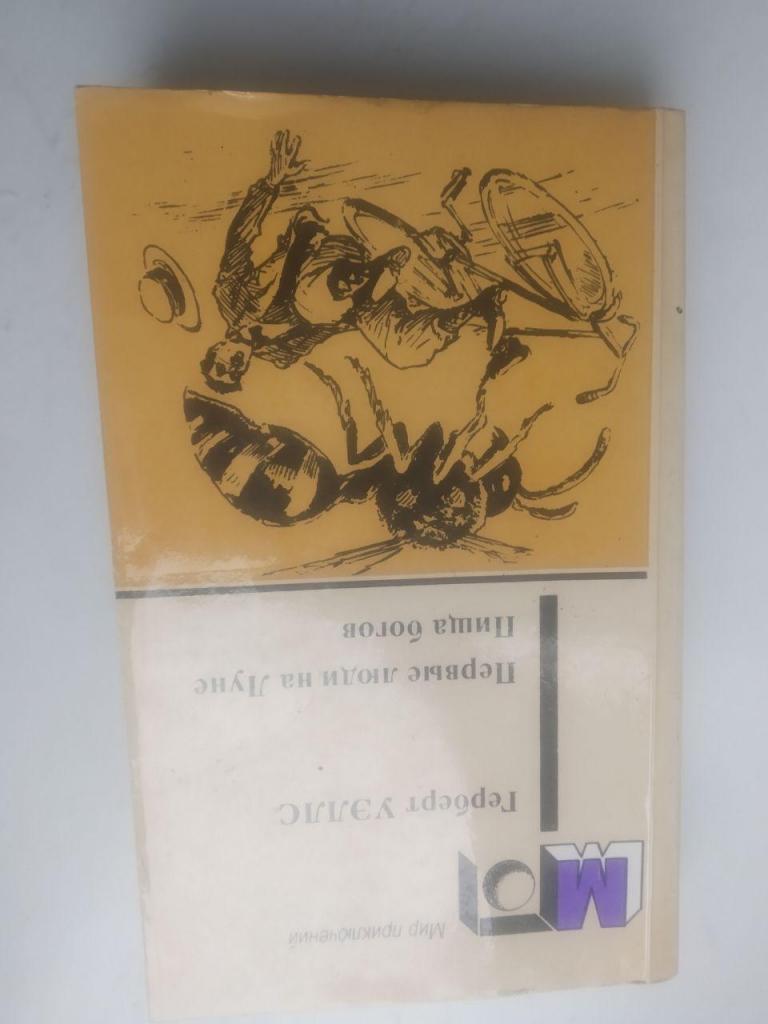 Мир приключений
М
Герберт УЭЛЛС
Первые люди на Луне
Пища богов